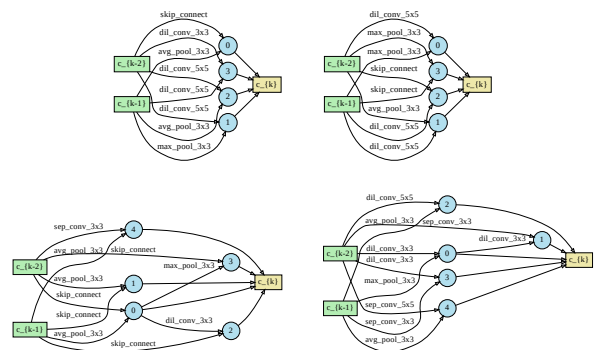 skip_connect
dil_conv_3x3
avg_pool_3x3
dil_conv_5x5
dil_conv_5x5
dil_conv_5x5
avg_pool_3x3
max_pool_3x3
c_{k-2}
c_{k-1}
0
3
2
1
c_{k}
dil_conv_5x5
max_pool_3x3
max_pool_3x3
skip_connect
dil_conv_5x5
avg_pool_3x3
dil_conv_5x5
dil_conv_5x5
c_{k-2}
c_{k-1}
0
3
2
1
c_{k}
sep_conv_3x3
avg_pool_3x3
skip_connect
max_pool_3x3
avg_pool_3x3
skip_connect
skip_connect
avg_pool_3x3
dil_conv_3x3
skip_connect
c_{k-2}
c_{k-1}
4
3
1
0
2
c_{k}
dil_conv_5x5
avg_pool_3x3
sep_conv_3x3
dil_conv_3x3
dil_conv_3x3
dil_conv_3x3
max_pool_3x3
sep_conv_5x5
sep_conv_3x3
avg_pool_3x3
c_{k-2}
c_{k-1}
2
1
0
3
4
c_{k}